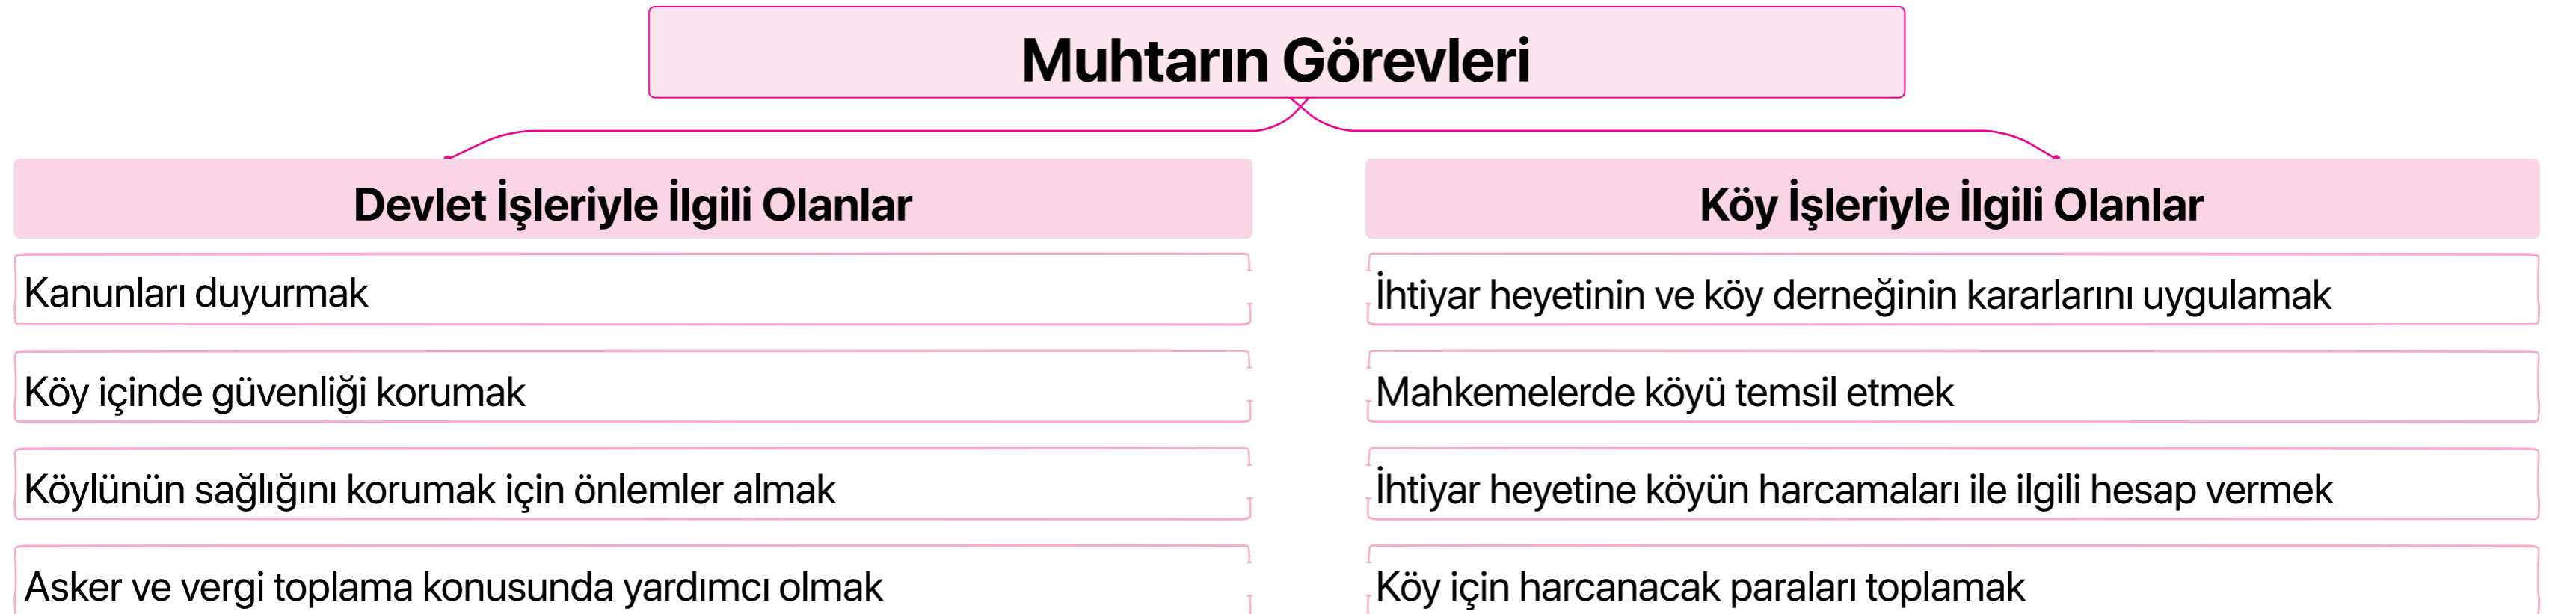 Muhtarın Görevleri
Devlet İşleriyle İlgili Olanlar
Kanunları duyurmak
Köy içinde güvenliği korumak
Köylünün sağlığını korumak için önlemler almak
Asker ve vergi toplama konusunda yardımcı olmak
Köy İşleriyle İlgili Olanlar
İhtiyar heyetinin ve köy derneğinin kararlarını uygulamak
Mahkemelerde köyü temsil etmek
İhtiyar heyetine köyün harcamaları ile ilgili hesap vermek
Köy için harcanacak paraları toplamak